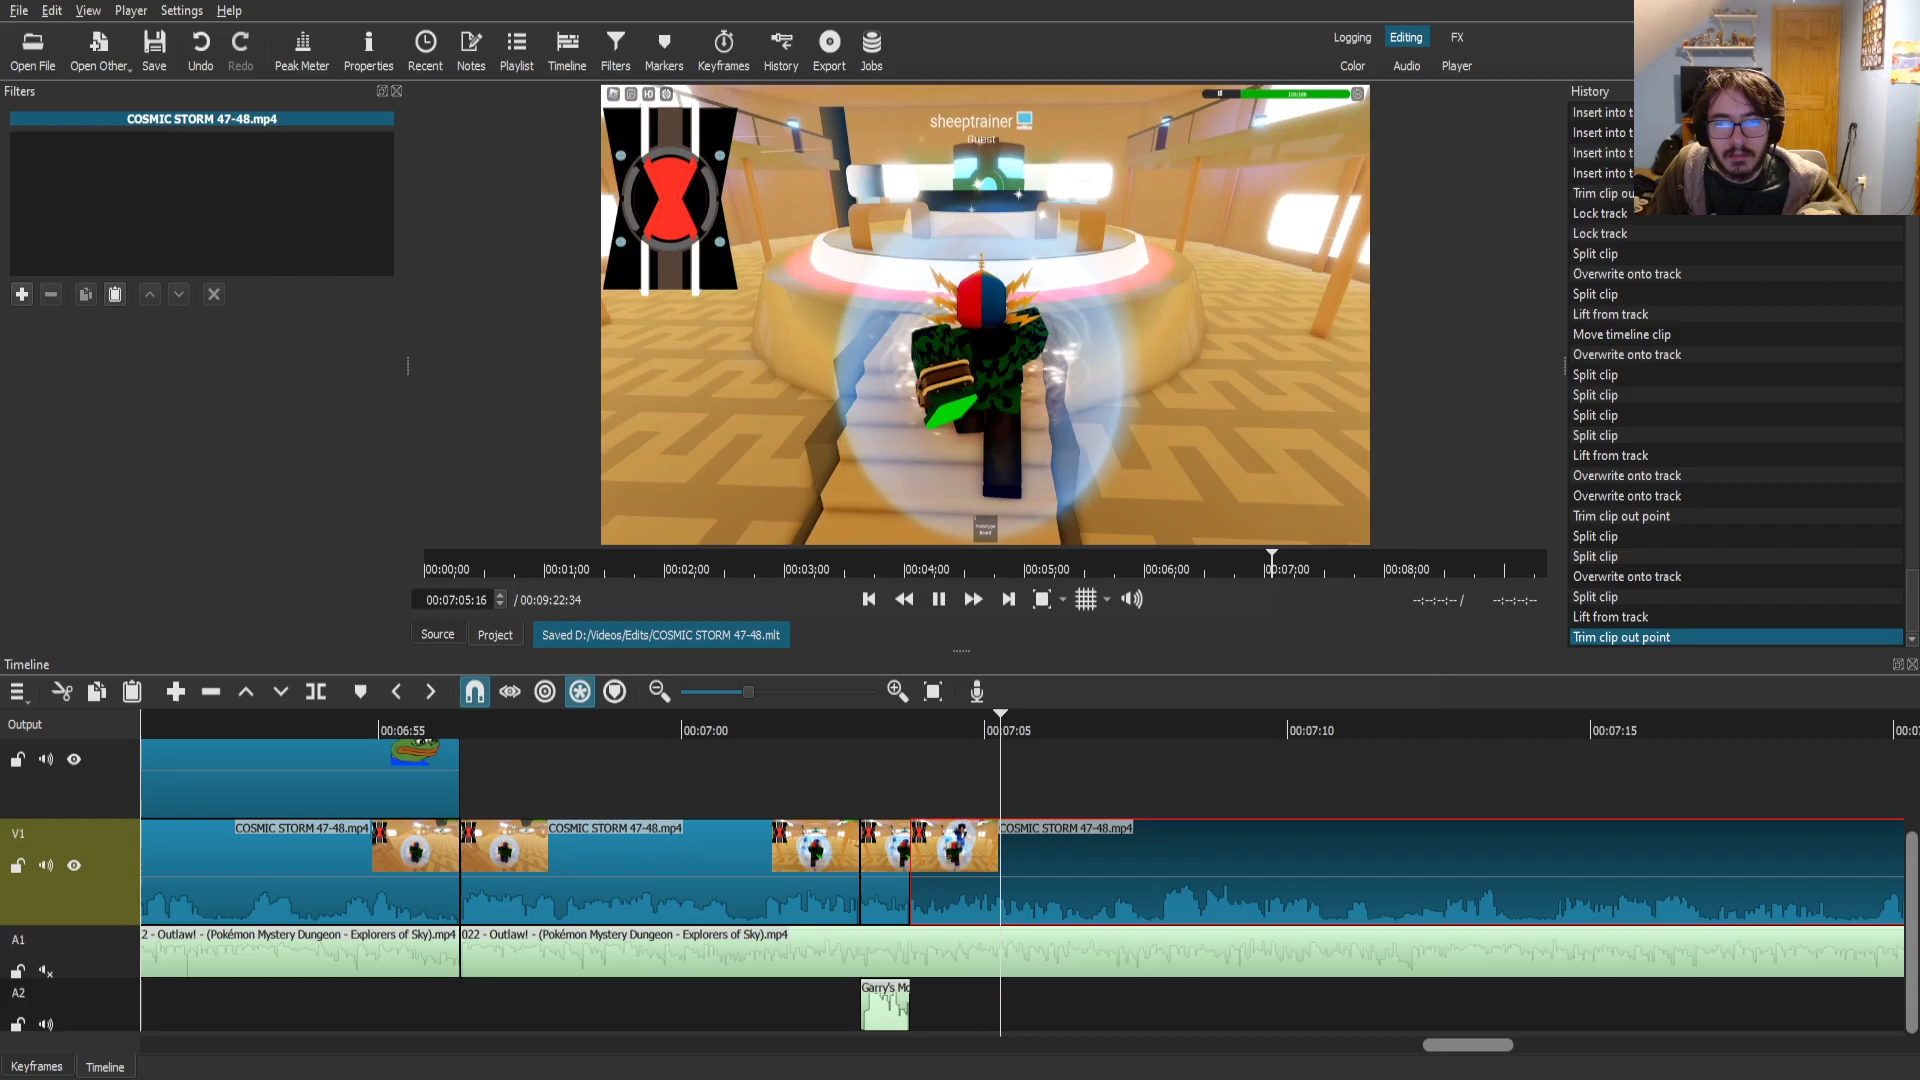 File Edit View Player Settings Help
Open File Open Other.. Save Undo Redo Peak Meter Properties Recent Notes Playlist Timeline Filters Markers Keyframes History Export Jobs
Logging Editing FX
Color Audio Player
Filters
COSMIC STORM 47-48.mp4
sheeptrainer
Guest
100/100
Prototype
Board
History
Insert into t
Insert into t
Insert into t
Insert into t
Trim clip ou
Lock track
Lock track
Split clip
Overwrite onto track
Split clip
Lift from track
Move timeline clip
Overwrite onto track
Split clip
Split clip
Split clip
Split clip
Lift from track
Overwrite onto track
Overwrite onto track
Trim clip out point
Split clip
Split clip
Overwrite onto track
Split clip
Lift from track
Trim clip out point
00:00;00 00:01;00 00:02;00 00:03;00 00:04;00 00:05;00 00:06;00 00:07;00 00:08;00
00:07:05:16 / 00:09:22:34
--:--:--:-- / --:--:--:--
Source Project Saved D:/Videos/Edits/COSMIC STORM 47-48.mlt
Timeline
Output
00:06:55 00:07:00 00:07:05 00:07:10 00:07:15 00:07
V1
COSMIC STORM 47-48.mp4 COSMIC STORM 47-48.mp4 COSMIC STORM 47-48.mp4
A1
2 - Outlaw! - (Pokémon Mystery Dungeon - Explorers of Sky).mp4 022 - Outlaw! - (Pokémon Mystery Dungeon - Explorers of Sky).mp4
A2
Garry's Mo
Keyframes Timeline